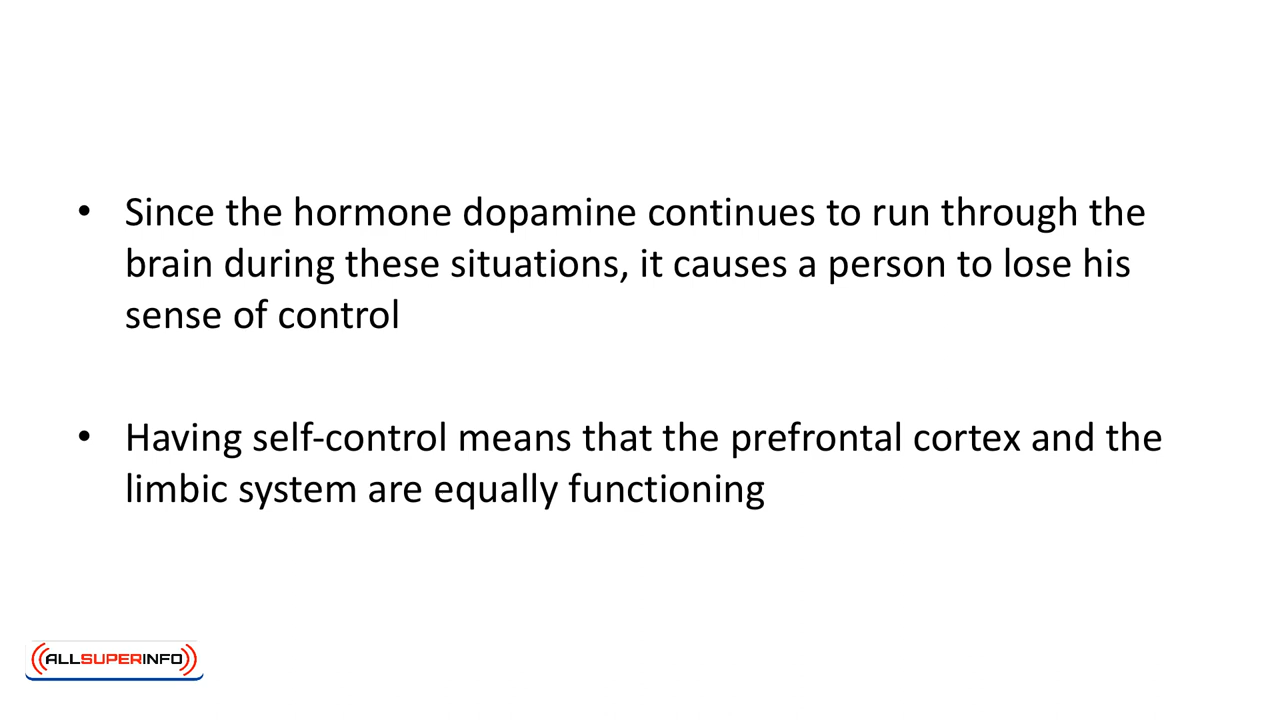 • Since the hormone dopamine continues to run through the
brain during these situations, it causes a person to lose his
sense of control
• Having self-control means that the prefrontal cortex and the
limbic system are equally functioning
ALLSUPERINFO